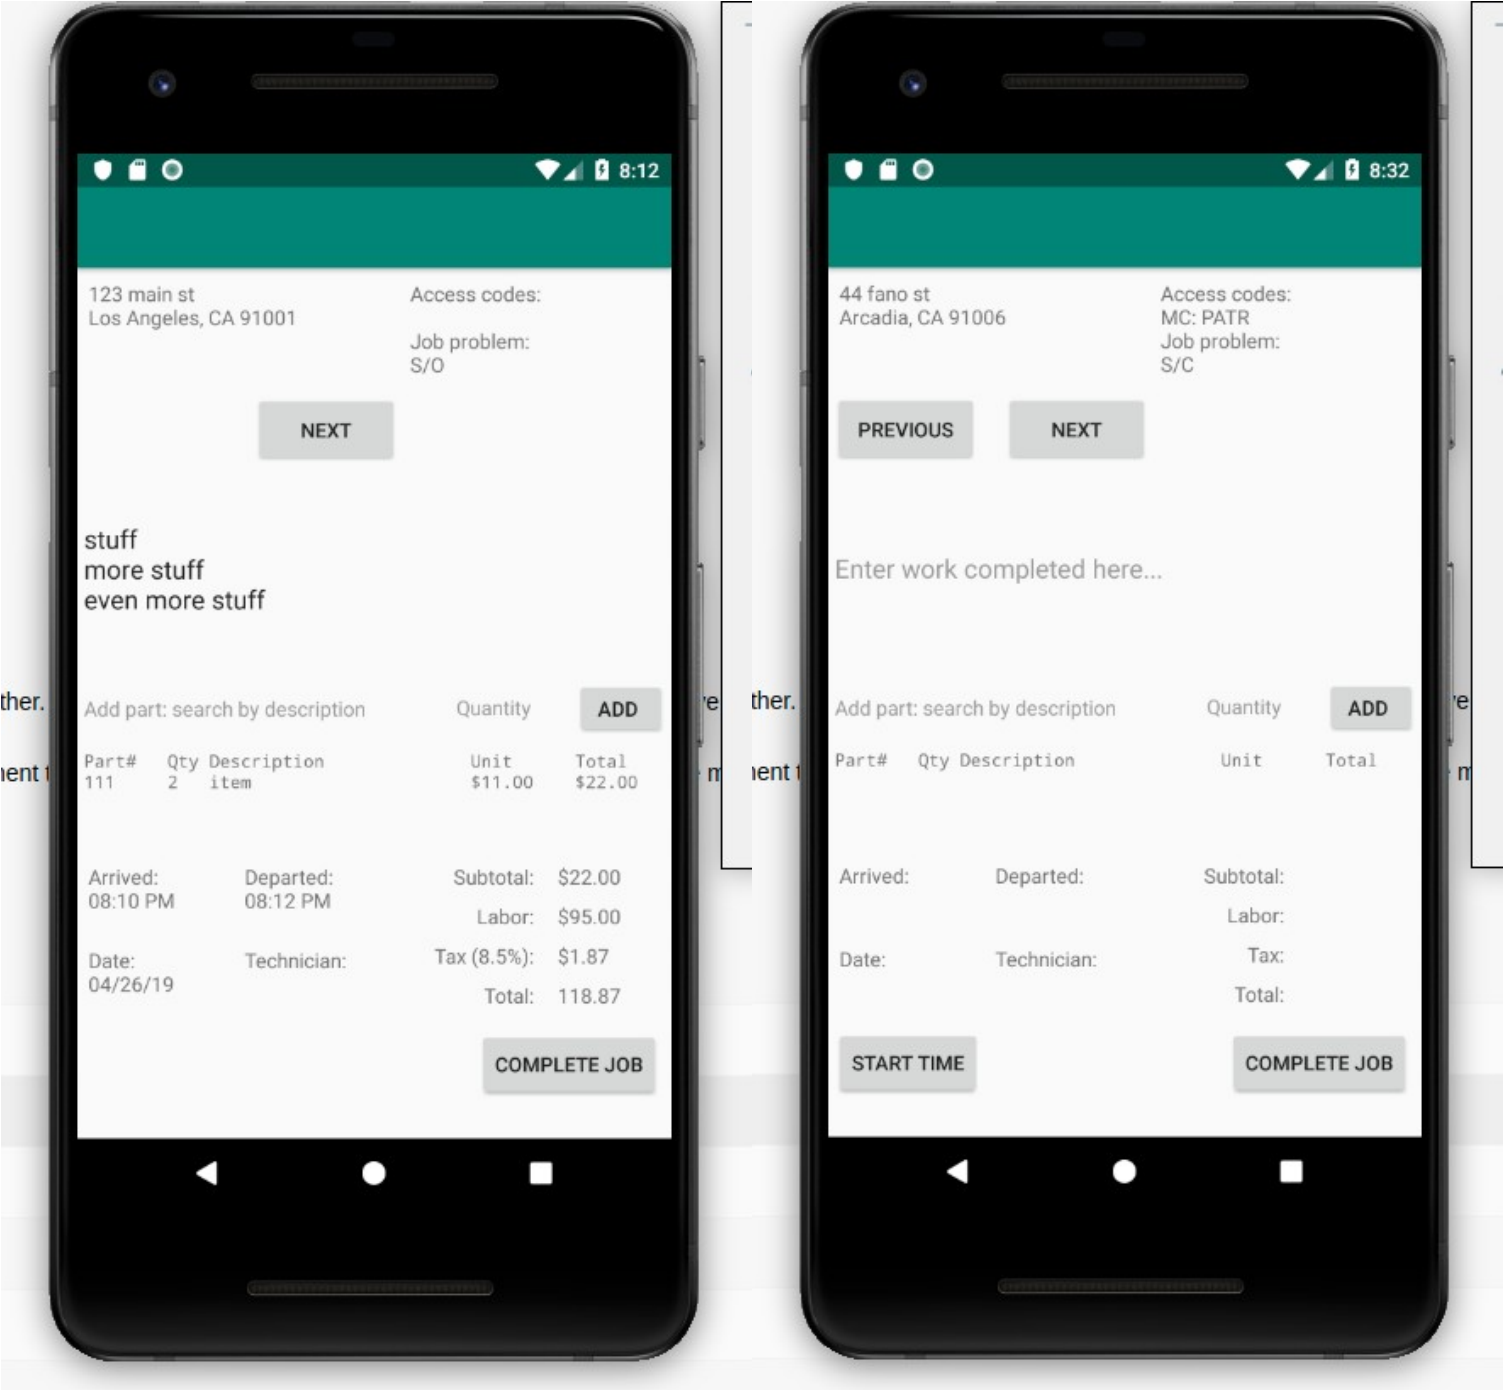 8:12
123 main st
Los Angeles, CA 91001
Access codes:
Job problem:
S/O
NEXT
stuff
more stuff
even more stuff
Add part: search by description Quantity ADD
Part# Qty Description Unit Total
111 2 item $11.00 $22.00
Arrived:
08:10 PM
Departed:
08:12 PM
Date:
04/26/19
Technician:
Subtotal: $22.00
Labor: $95.00
Tax (8.5%): $1.87
Total: 118.87
COMPLETE JOB
8:32
44 fano st
Arcadia, CA 91006
Access codes:
MC: PATR
Job problem:
S/C
PREVIOUS NEXT
Enter work completed here...
Add part: search by description Quantity ADD
Part# Qty Description Unit Total
Arrived:
Departed:
Date:
Technician:
Subtotal:
Labor:
Tax:
Total:
START TIME COMPLETE JOB